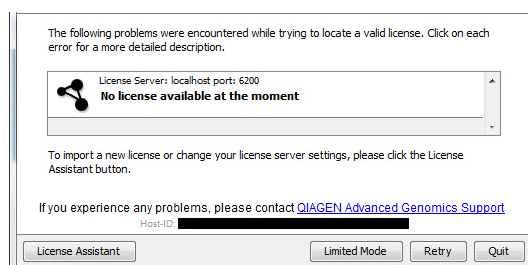 The following problems were encountered while trying to locate a valid license. Click on each
error for a more detailed description.
License Server: localhost port: 6200
No license available at the moment
To import a new license or change your license server settings, please click the License
Assistant button.
If you experience any problems, please contact QIAGEN Advanced Genomics Support
Host-ID:
License Assistant
Limited Mode
Retry
Quit